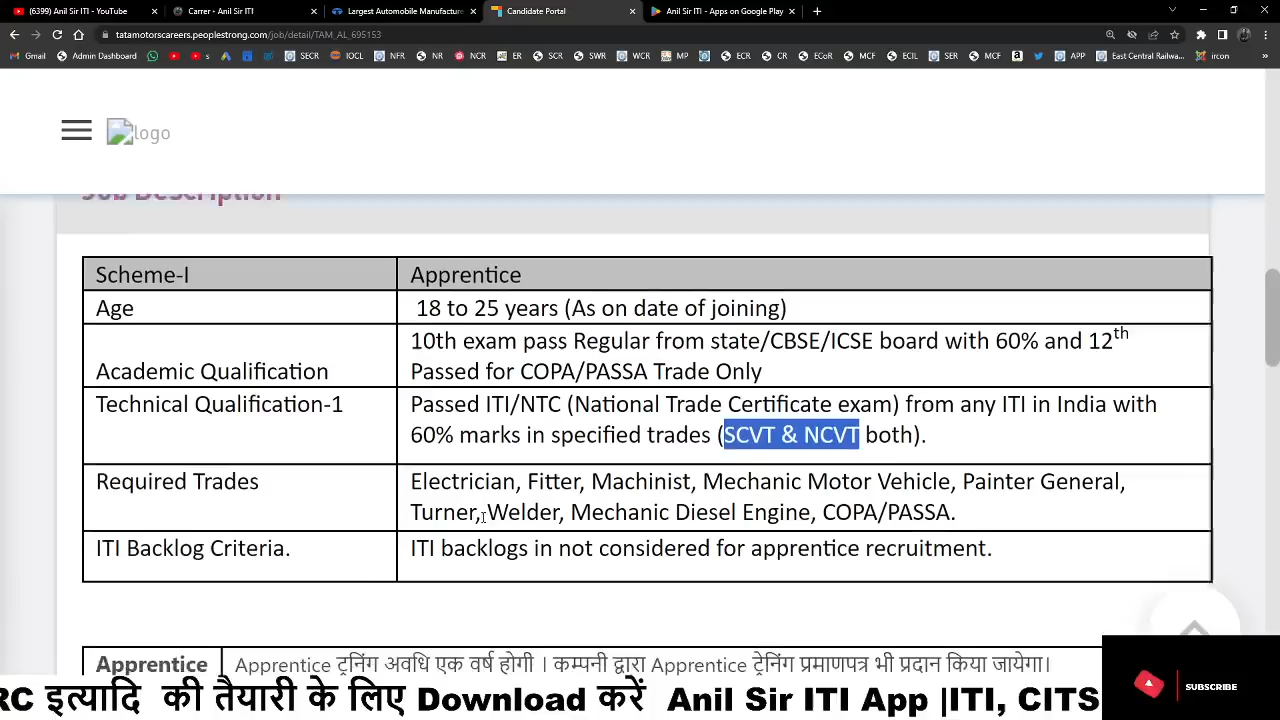 (6399) Anil Sir ITI - YouTube
Carrer • Anil Sir ITI
Largest Automobile Manufacture
Candidate Portal
Anil Sir ITI - Apps on Google Play
tatamotorscareers.peoplestrong.com/job/detail/TAM_AL_695153
Gmail Admin Dashboard s SECR IOCL NFR NR NCR ER SCR SWR WCR MP ECR CR ECoR MCF ECIL SER MCF APP East Central Railwa... ircon »
logo
Job Description
Scheme-I Apprentice
Age 18 to 25 years (As on date of joining)
10th exam pass Regular from state/CBSE/ICSE board with 60% and 12th
Academic Qualification Passed for COPA/PASSA Trade Only
Technical Qualification-1 Passed ITI/NTC (National Trade Certificate exam) from any ITI in India with
60% marks in specified trades (SCVT & NCVT both).
Required Trades Electrician, Fitter, Machinist, Mechanic Motor Vehicle, Painter General,
Turner, Welder, Mechanic Diesel Engine, COPA/PASSA.
ITI Backlog Criteria. ITI backlogs in not considered for apprentice recruitment.
Apprentice Apprentice ट्रनिंग अवधि एक वर्ष होगी । कम्पनी द्वारा Apprentice ट्रेनिंग प्रमाणपत्र भी प्रदान किया जायेगा।
SUBSCRIBE
RC इत्यादि की तैयारी के लिए Download करें Anil Sir ITI App |ITI, CITS